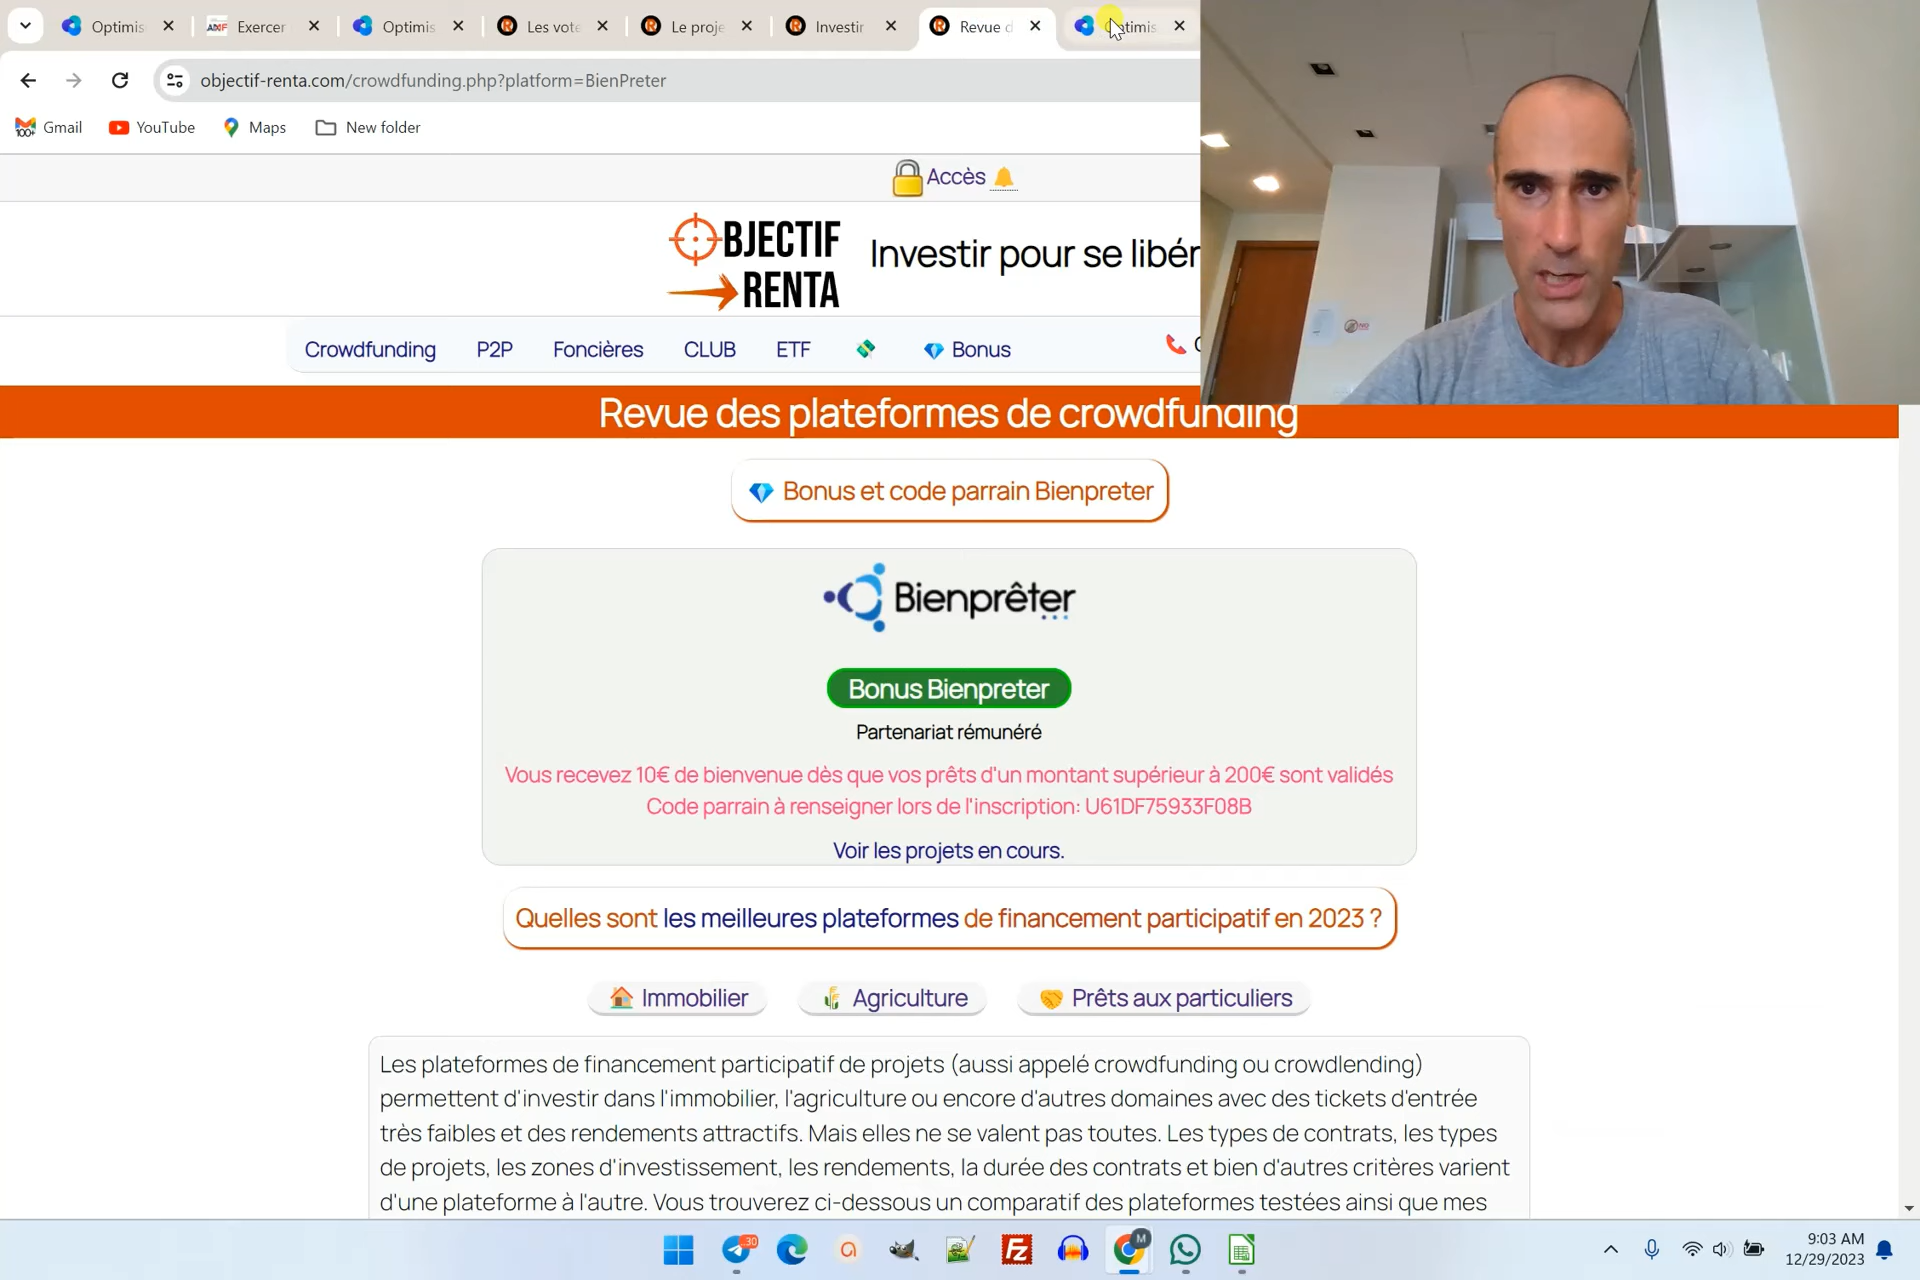 Optimis
Exercer
Optimis
Les vote
Le proje
Investir
Revue d
Optimis
objectif-renta.com/crowdfunding.php?platform=BienPreter
Gmail
YouTube
Maps
New folder
Accès
OBJECTIF
RENTA
Investir pour se libér
Crowdfunding
P2P
Foncières
CLUB
ETF
Bonus
Revue des plateformes de crowdfunding
Bonus et code parrain Bienpreter
Bienprêter
Bonus Bienpreter
Partenariat rémunéré
Vous recevez 10€ de bienvenue dès que vos prêts d'un montant supérieur à 200€ sont validés
Code parrain à renseigner lors de l'inscription: U61DF75933F08B
Voir les projets en cours.
Quelles sont les meilleures plateformes de financement participatif en 2023 ?
Immobilier
Agriculture
Prêts aux particuliers
Les plateformes de financement participatif de projets (aussi appelé crowdfunding ou crowdlending)
permettent d'investir dans l'immobilier, l'agriculture ou encore d'autres domaines avec des tickets d'entrée
très faibles et des rendements attractifs. Mais elles ne se valent pas toutes. Les types de contrats, les types
de projets, les zones d'investissement, les rendements, la durée des contrats et bien d'autres critères varient
d'une plateforme à l'autre. Vous trouverez ci-dessous un comparatif des plateformes testées ainsi que mes
30
M
9:03 AM
12/29/2023